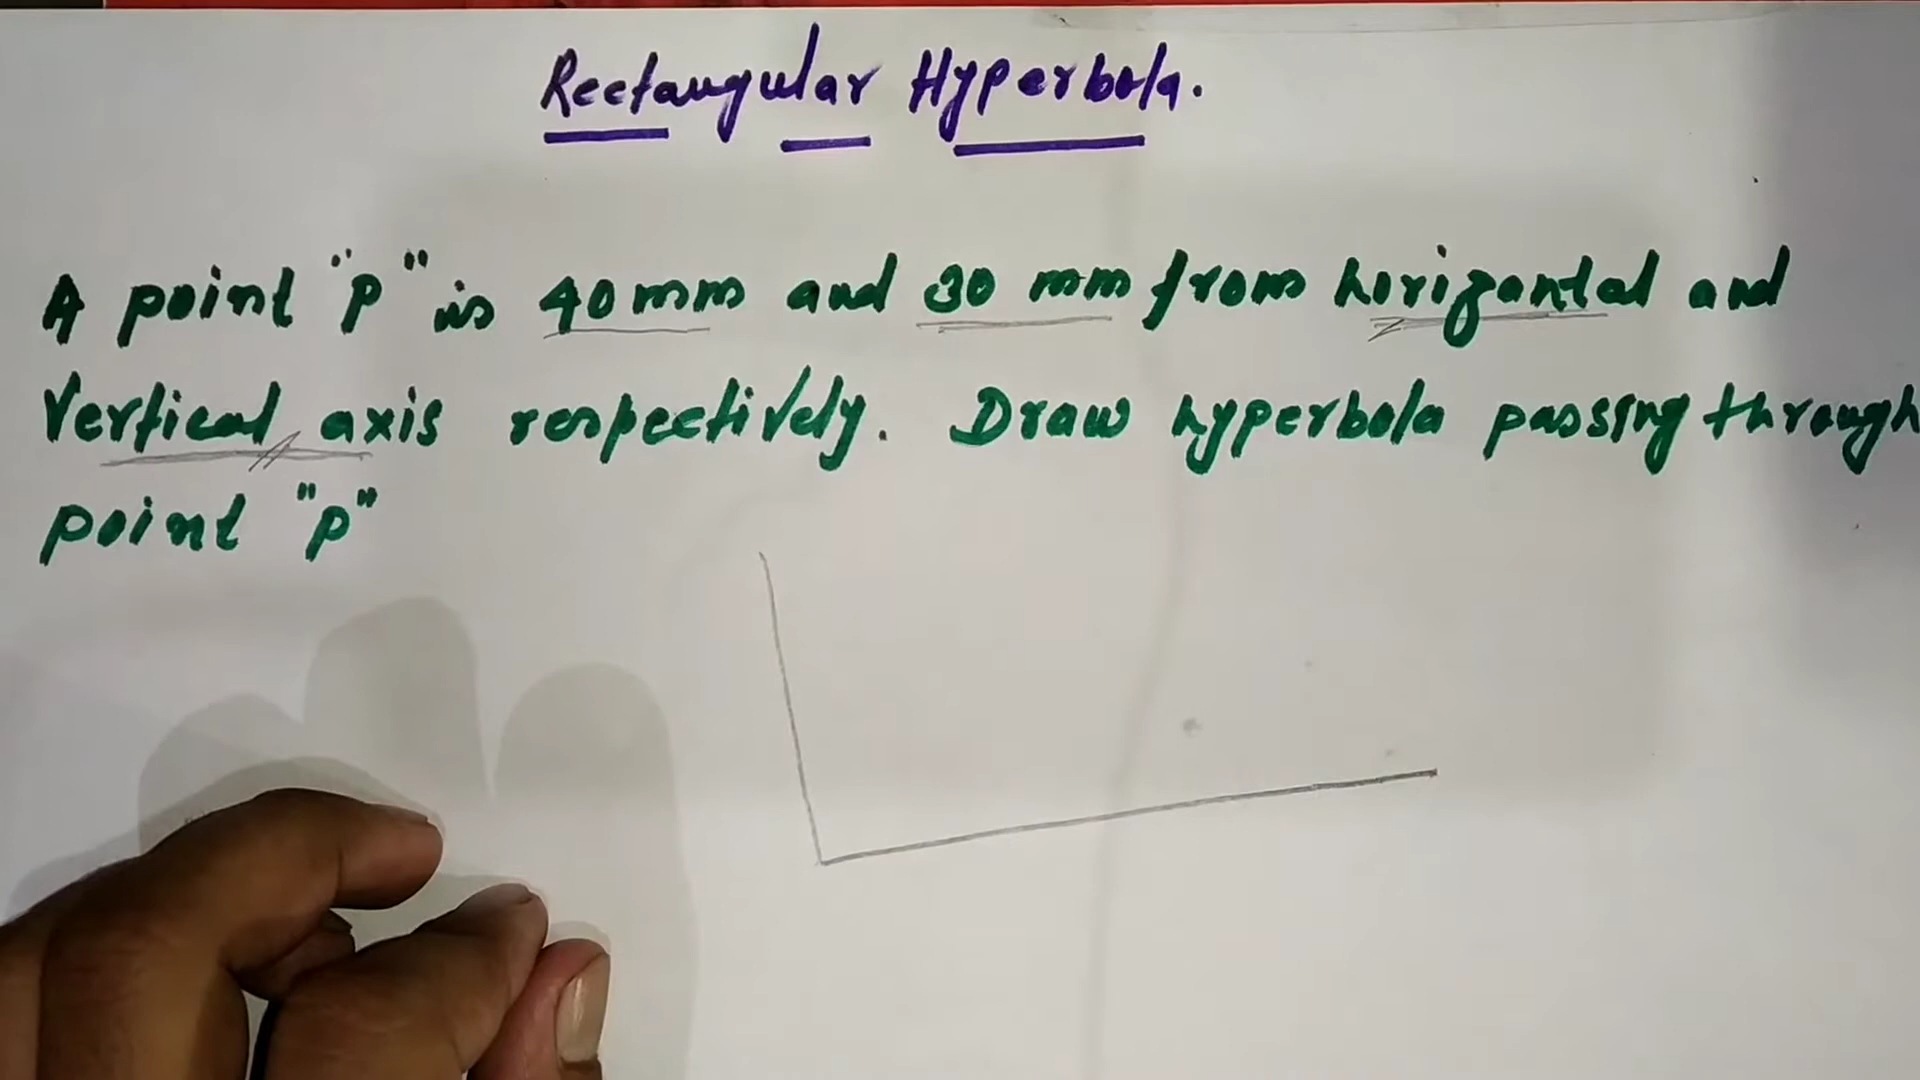 Rectangular Hyperbola.
A point "p" is 40 mm and 30 mm from horizontal and
Vertical axis respectively. Draw hyperbola passing through
point "p"